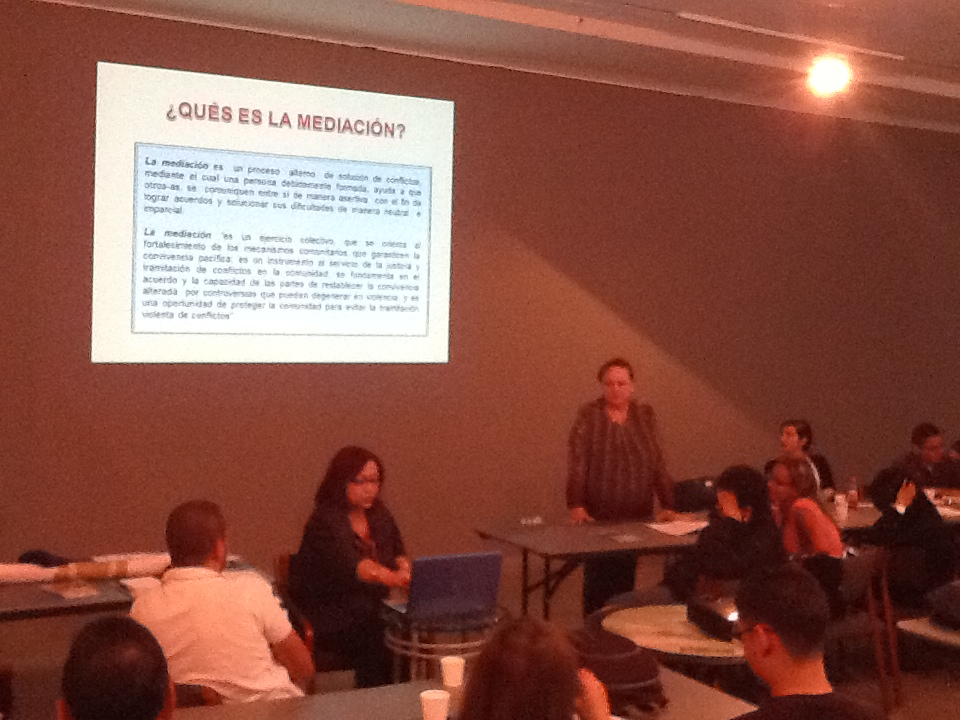 ¿QUÉS ES LA MEDIACIÓN?
La mediación es un proceso alterno de solución de conflictos,
mediante el cual una persona debidamente formada, ayuda a que
otros-as, se comuniquen entre sí de manera asertiva con el fin de
lograr acuerdos y solucionar sus dificultades de manera neutral e
imparcial.
La mediación "es un ejercicio colectivo, que se orienta al
fortalecimiento de los mecanismos comunitarios que garanticen la
convivencia pacífica; es un instrumento al servicio de la justicia y
tramitación de conflictos en la comunidad, se fundamenta en el
acuerdo y la capacidad de las partes de restablecer la convivencia
alterada por controversias que puedan degenerar en violencia y es
una oportunidad de proteger la comunidad para evitar la tramitación
violenta de conflictos"